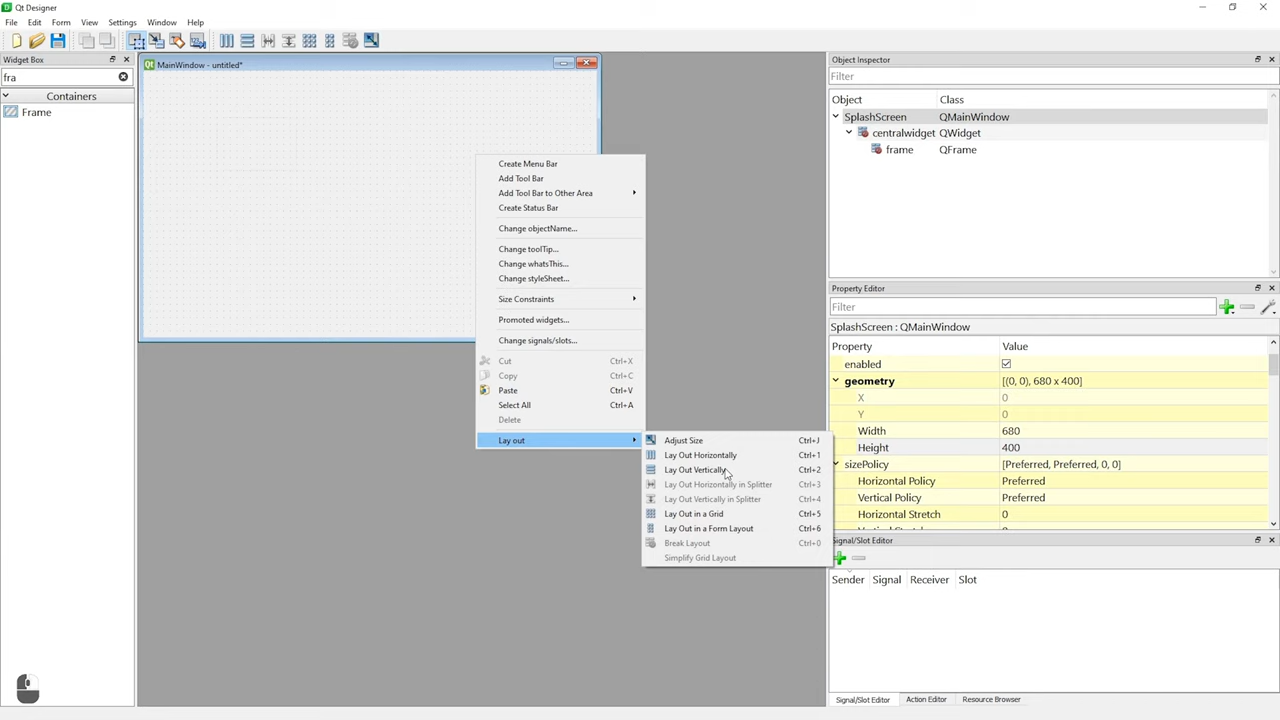 Qt Designer
File Edit Form View Settings Window Help
Widget Box
fra
Containers
Frame
MainWindow - untitled*
Create Menu Bar
Add Tool Bar
Add Tool Bar to Other Area
Create Status Bar
Change objectName...
Change toolTip...
Change whatsThis...
Change styleSheet...
Size Constraints
Promoted widgets...
Change signals/slots...
Cut Ctrl+X
Copy Ctrl+C
Paste Ctrl+V
Select All Ctrl+A
Delete
Lay out
Adjust Size Ctrl+J
Lay Out Horizontally Ctrl+1
Lay Out Vertically Ctrl+2
Lay Out Horizontally in Splitter Ctrl+3
Lay Out Vertically in Splitter Ctrl+4
Lay Out in a Grid Ctrl+5
Lay Out in a Form Layout Ctrl+6
Break Layout Ctrl+0
Simplify Grid Layout
Object Inspector
Filter
Object Class
SplashScreen QMainWindow
centralwidget QWidget
frame QFrame
Property Editor
Filter
SplashScreen : QMainWindow
Property Value
enabled
geometry [(0, 0), 680 x 400]
X 0
Y 0
Width 680
Height 400
sizePolicy [Preferred, Preferred, 0, 0]
Horizontal Policy Preferred
Vertical Policy Preferred
Horizontal Stretch 0
Vertical Stretch 0
Signal/Slot Editor
Sender Signal Receiver Slot
Signal/Slot Editor Action Editor Resource Browser